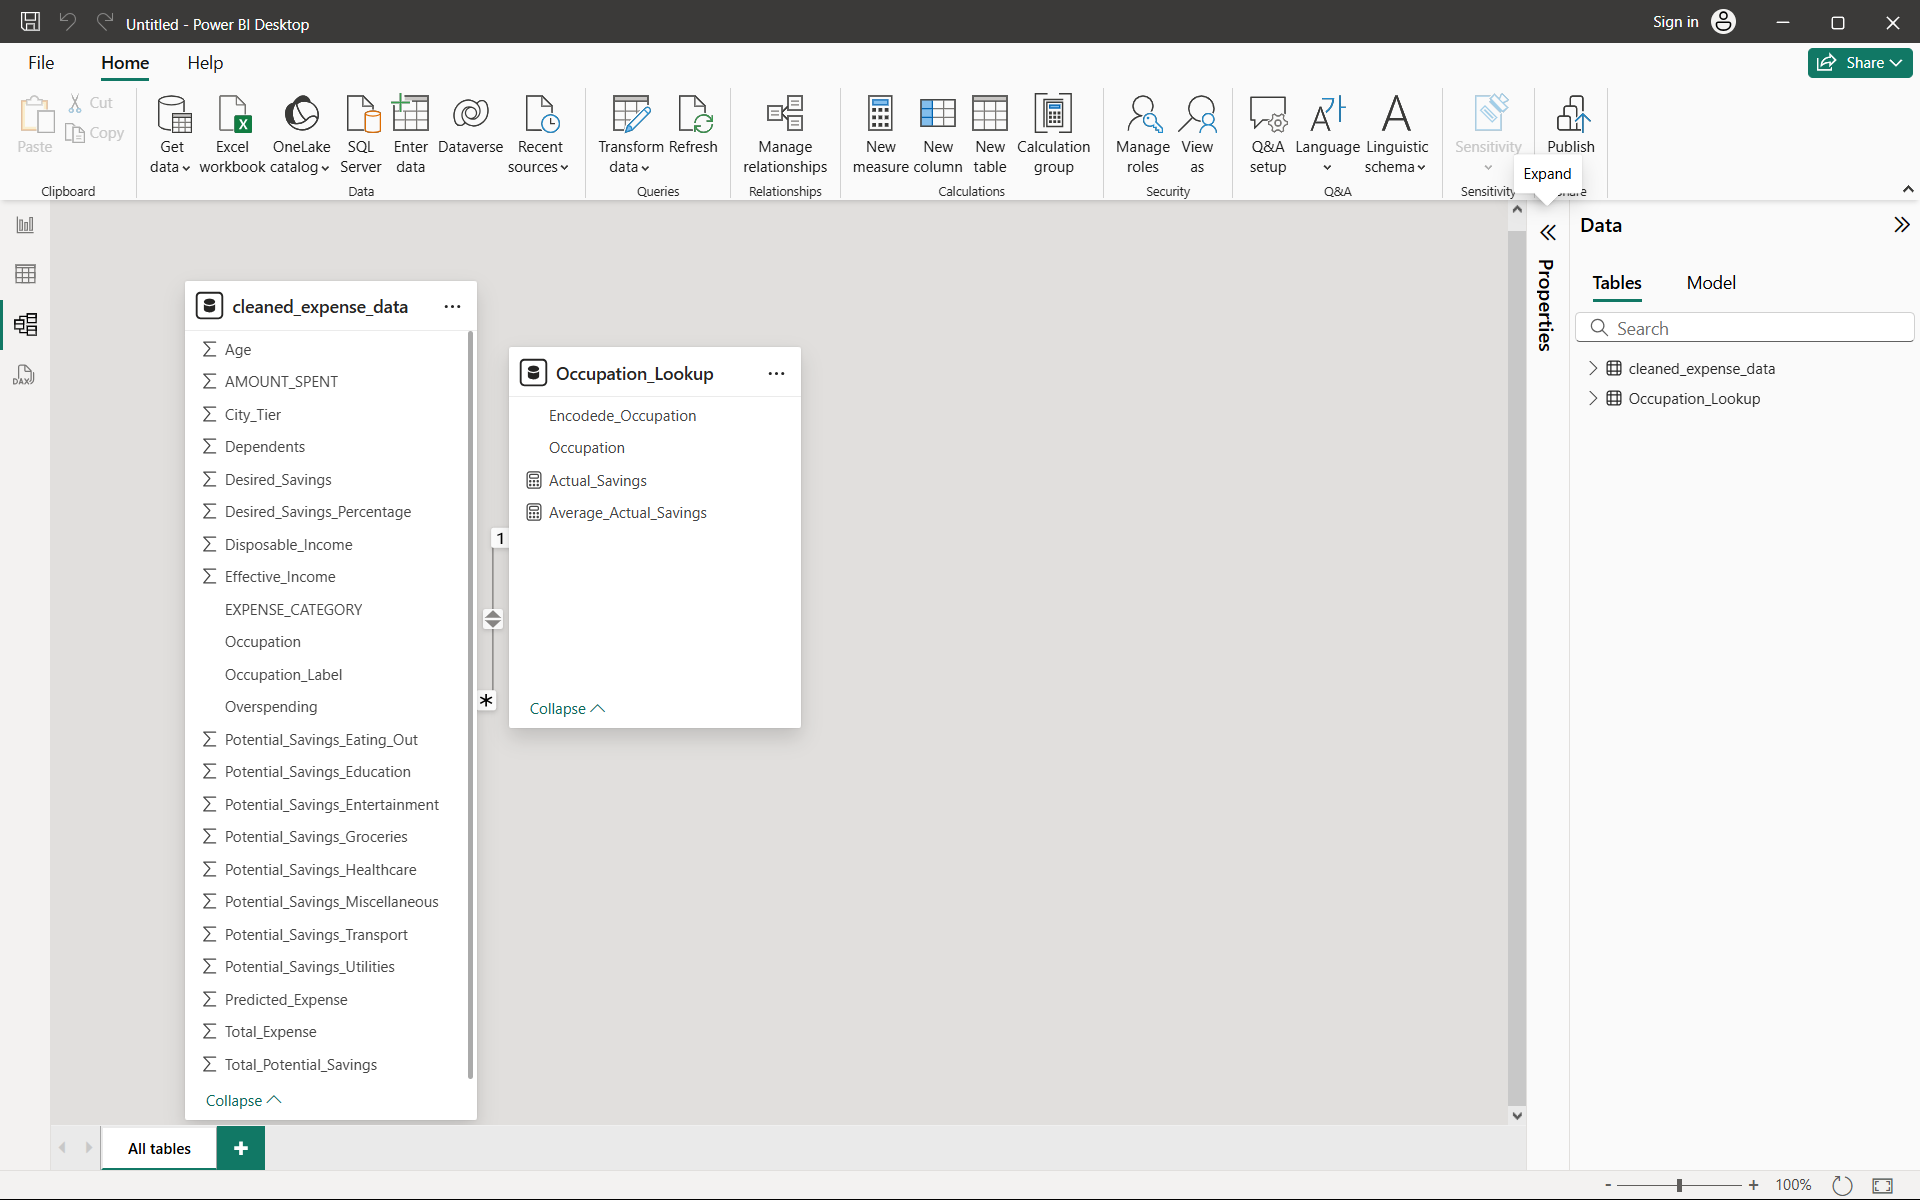 Untitled - Power BI Desktop
Sign in
File
Home
Help
Share
Paste
Cut
Copy
Clipboard
Get data
Excel workbook
OneLake catalog
SQL Server
Enter data
Dataverse
Recent sources
Data
Transform data
Refresh
Queries
Manage relationships
Relationships
New measure
New column
New table
Calculation group
Calculations
Manage roles
View as
Security
Q&A setup
Language
Linguistic schema
Q&A
Sensitivity
Sensitivity
Publish
Expand
DAX
cleaned_expense_data
Age
AMOUNT_SPENT
City_Tier
Dependents
Desired_Savings
Desired_Savings_Percentage
Disposable_Income
Effective_Income
EXPENSE_CATEGORY
Occupation
Occupation_Label
Overspending
Potential_Savings_Eating_Out
Potential_Savings_Education
Potential_Savings_Entertainment
Potential_Savings_Groceries
Potential_Savings_Healthcare
Potential_Savings_Miscellaneous
Potential_Savings_Transport
Potential_Savings_Utilities
Predicted_Expense
Total_Expense
Total_Potential_Savings
Collapse
1
*
Occupation_Lookup
Encodede_Occupation
Occupation
Actual_Savings
Average_Actual_Savings
Collapse
Properties
Data
Tables
Model
Search
cleaned_expense_data
Occupation_Lookup
All tables
+
- + 100%